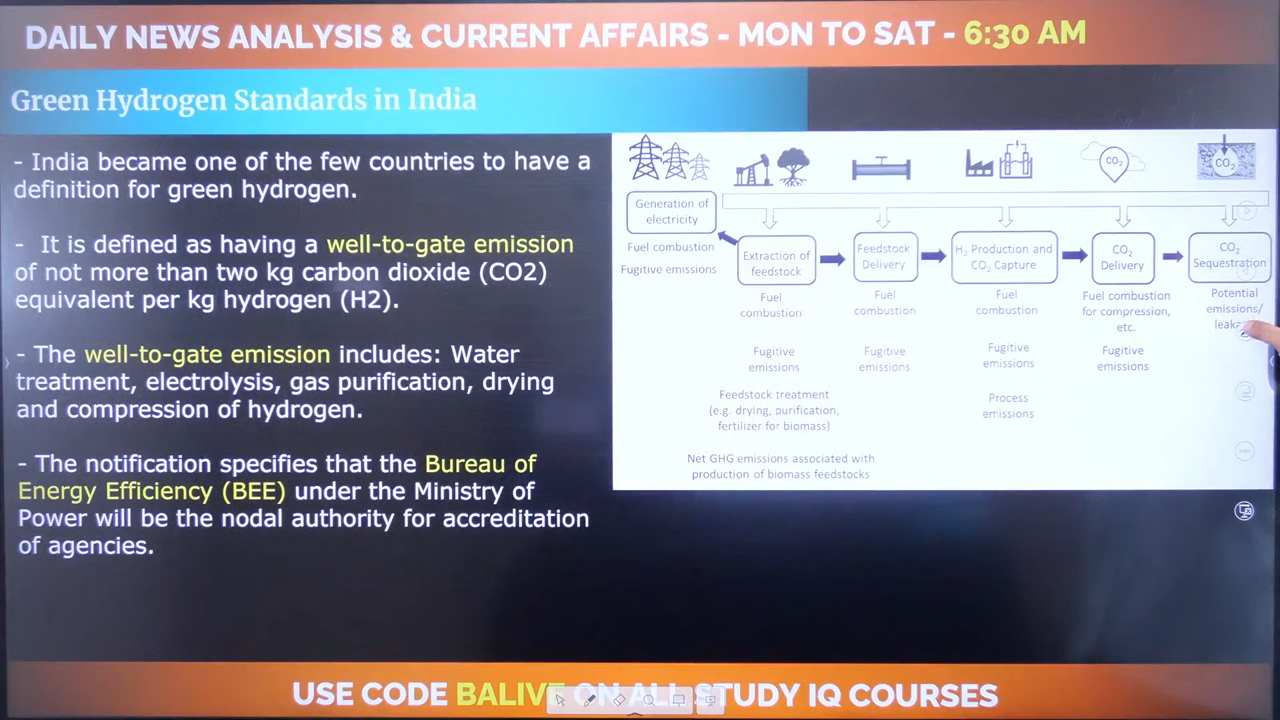 DAILY NEWS ANALYSIS & CURRENT AFFAIRS - MON TO SAT - 6:30 AM
Green Hydrogen Standards in India
- India became one of the few countries to have a
definition for green hydrogen.
- It is defined as having a well-to-gate emission
of not more than two kg carbon dioxide (CO2)
equivalent per kg hydrogen (H2).
- The well-to-gate emission includes: Water
treatment, electrolysis, gas purification, drying
and compression of hydrogen.
- The notification specifies that the Bureau of
Energy Efficiency (BEE) under the Ministry of
Power will be the nodal authority for accreditation
of agencies.
CO₂
CO₂
Generation of
electricity
Fuel combustion
Fugitive emissions
Extraction of
feedstock
Fuel
combustion
Fugitive
emissions
Feedstock treatment
(e.g. drying, purification,
fertilizer for biomass)
Net GHG emissions associated with
production of biomass feedstocks
Feedstock
Delivery
Fuel
combustion
Fugitive
emissions
H₂ Production and
CO₂ Capture
Fuel
combustion
Fugitive
emissions
Process
emissions
CO₂
Delivery
Fuel combustion
for compression,
etc.
Fugitive
emissions
CO₂
Sequestration
Potential
emissions/
USE CODE BALIVE ON ALL STUDY IQ COURSES